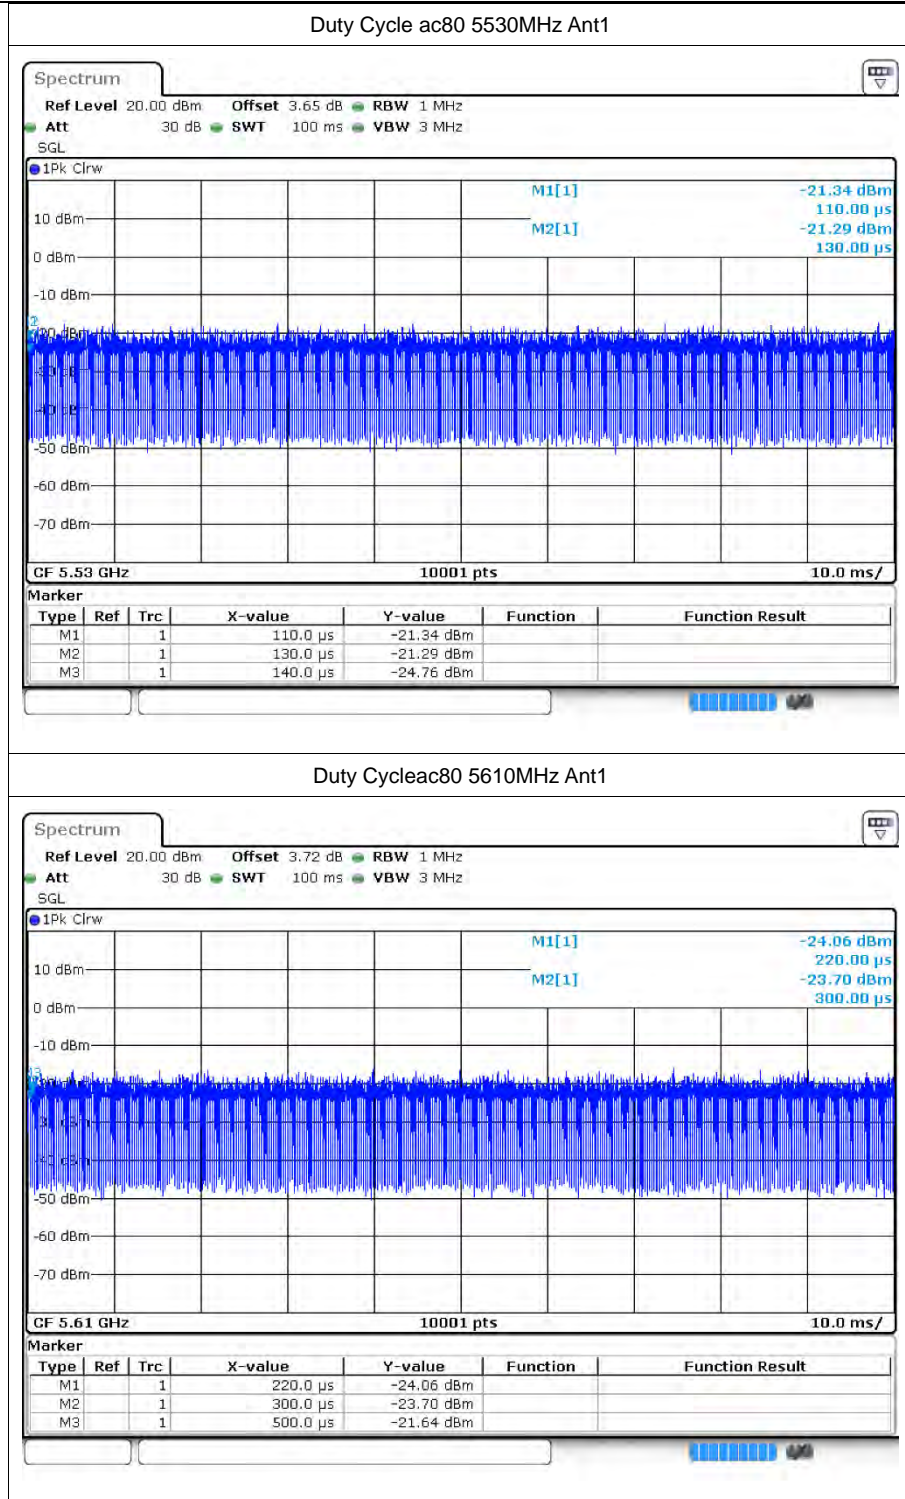 Duty Cycle ac80 5530MHz Ant1
Spectrum
Ref Level 20.00 dBm Offset 3.65 dB RBW 1 MHz
Att 30 dB SWT 100 ms VBW 3 MHz
SGL
1Pk Clrw
M1[1] -21.34 dBm
110.00 µs
10 dBm
M2[1] -21.29 dBm
130.00 µs
0 dBm
-10 dBm
-50 dBm
-60 dBm
-70 dBm
CF 5.53 GHz 10001 pts 10.0 ms/
Marker
Type Ref Trc X-value Y-value Function Function Result
M1 1 110.0 µs -21.34 dBm
M2 1 130.0 µs -21.29 dBm
M3 1 140.0 µs -24.76 dBm
Duty Cycleac80 5610MHz Ant1
Spectrum
Ref Level 20.00 dBm Offset 3.72 dB RBW 1 MHz
Att 30 dB SWT 100 ms VBW 3 MHz
SGL
1Pk Clrw
M1[1] -24.06 dBm
220.00 µs
10 dBm
M2[1] -23.70 dBm
300.00 µs
0 dBm
-10 dBm
-50 dBm
-60 dBm
-70 dBm
CF 5.61 GHz 10001 pts 10.0 ms/
Marker
Type Ref Trc X-value Y-value Function Function Result
M1 1 220.0 µs -24.06 dBm
M2 1 300.0 µs -23.70 dBm
M3 1 500.0 µs -21.64 dBm